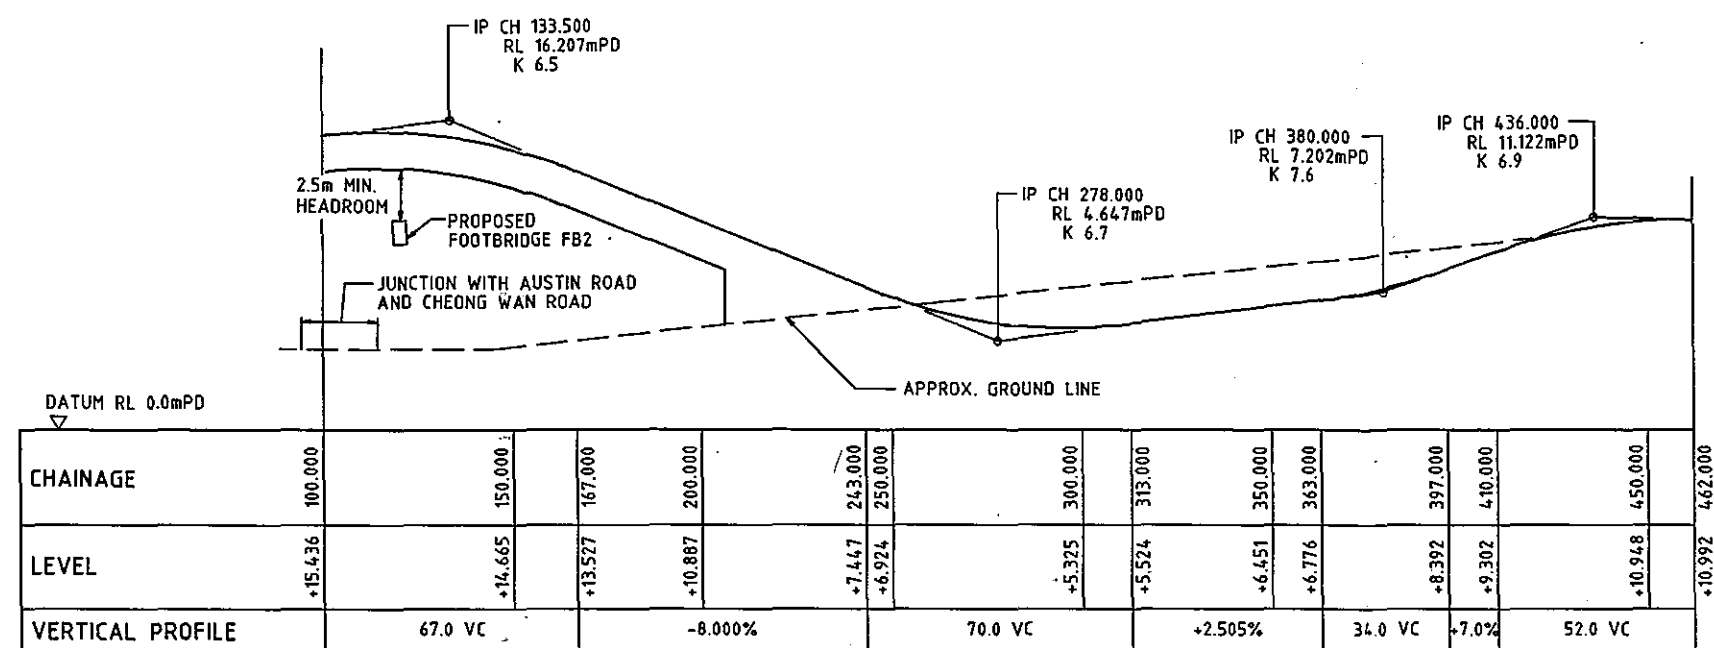 IP CH 133.500
RL 16.207mPD
K 6.5
IP CH 436.000
RL 11.122mPD
K 6.9
IP CH 380.000
RL 7.202mPD
K 7.6
2.5m MIN.
HEADROOM
IP CH 278.000
RL 4.647mPD
K 6.7
PROPOSED
FOOTBRIDGE FB2
JUNCTION WITH AUSTIN ROAD
AND CHEONG WAN ROAD
APPROX. GROUND LINE
DATUM RL 0.0mPD
CHAINAGE 100.000 150.000 167.000 200.000 243.000 250.000 300.000 313.000 350.000 363.000 397.000 410.000 450.000 462.000
LEVEL +15.436 +14.665 +13.527 +10.887 +7.447 +6.924 +5.325 +5.524 +6.451 +6.776 +8.392 +9.302 +10.948 +10.992
VERTICAL PROFILE 67.0 VC -8.000% 70.0 VC +2.505% 34.0 VC +7.0% 52.0 VC